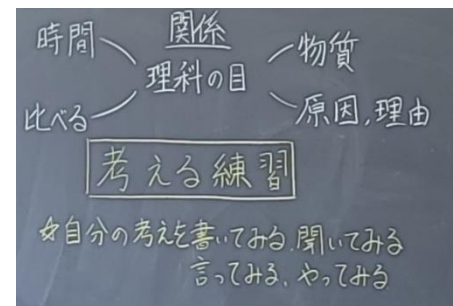 関係
時間
物質
理科の目
比べる
原因,理由
考える練習
☆自分の考えを書いてみる.聞いてみる
言ってみる、やってみる